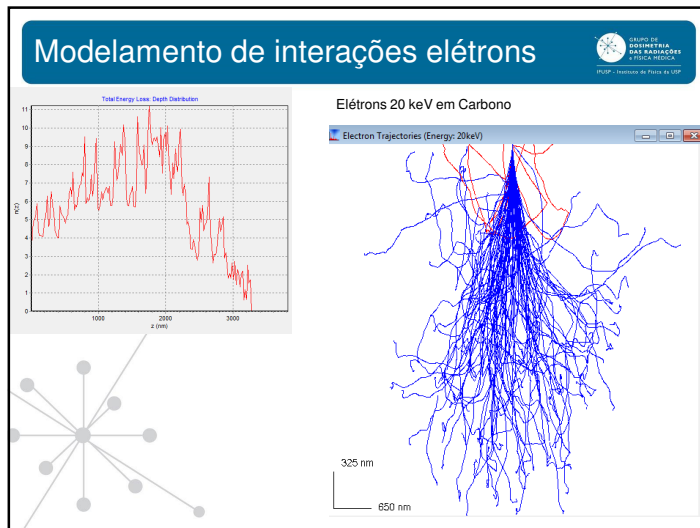 Modelamento de interações elétrons
GRUPO DE
DOSIMETRIA
DAS RADIAÇÕES
e FÍSICA MÉDICA
IFUSP - Instituto de Física da USP
Total Energy Loss: Depth Distribution
n(z)
11
10
9
8
7
6
5
4
3
2
1
0
1000
2000
3000
z (nm)
Elétrons 20 keV em Carbono
Electron Trajectories (Energy: 20keV)
325 nm
650 nm